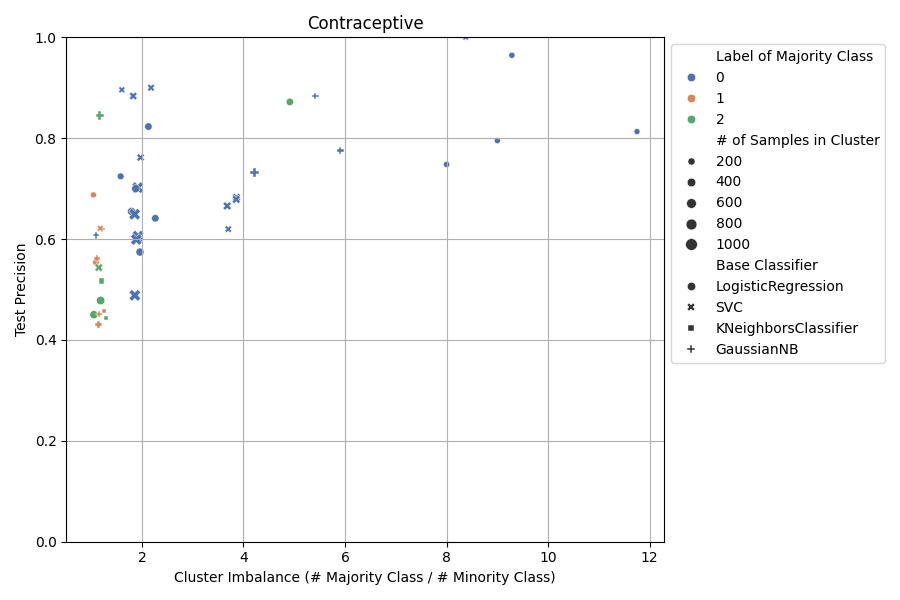 Contraceptive
1.0
0.8
0.6
0.4
0.2
0.0
Test Precision
2
4
6
8
10
12
Cluster Imbalance (# Majority Class / # Minority Class)
Label of Majority Class
0
1
2
# of Samples in Cluster
200
400
600
800
1000
Base Classifier
LogisticRegression
SVC
KNeighborsClassifier
GaussianNB